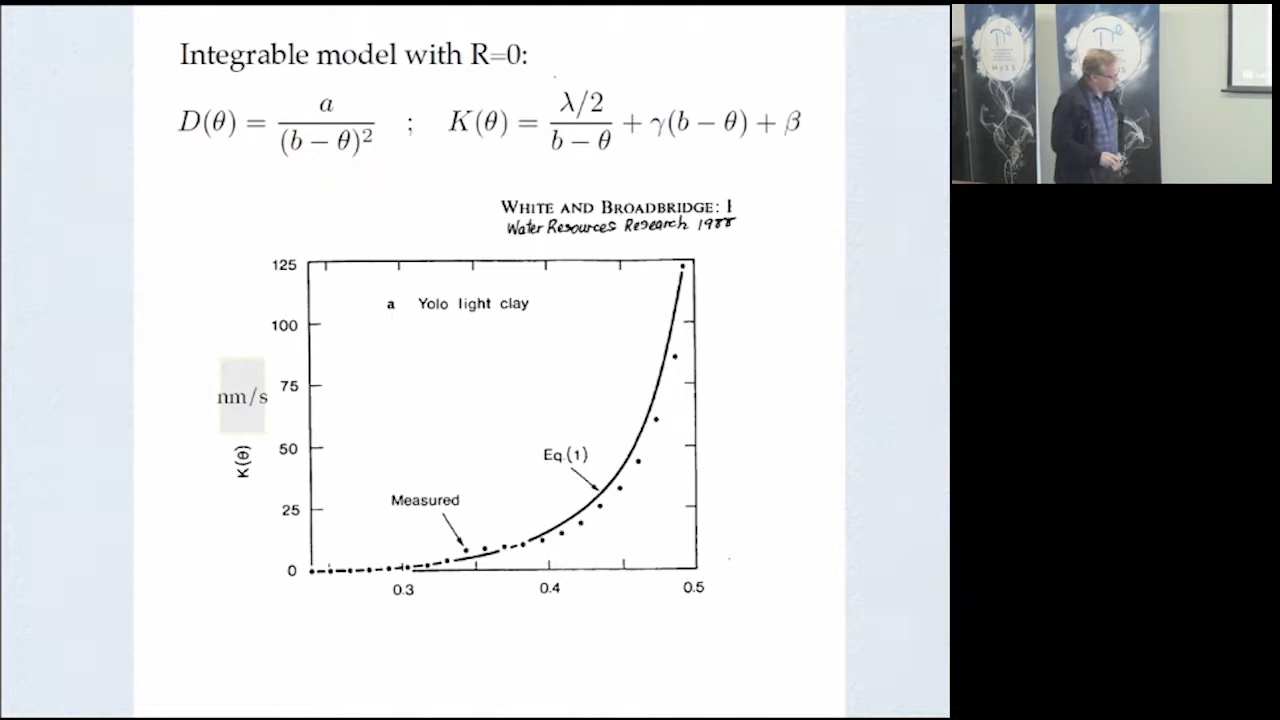 Integrable model with R=0:
D(θ) = a / (b − θ)² ; K(θ) = λ/2 / b − θ + γ(b − θ) + β
WHITE AND BROADBRIDGE: I
Water Resources Research 1988
125
a Yolo light clay
100
75
nm/s
50
K(θ)
Eq.(1)
Measured
25
0
0.3 0.4 0.5